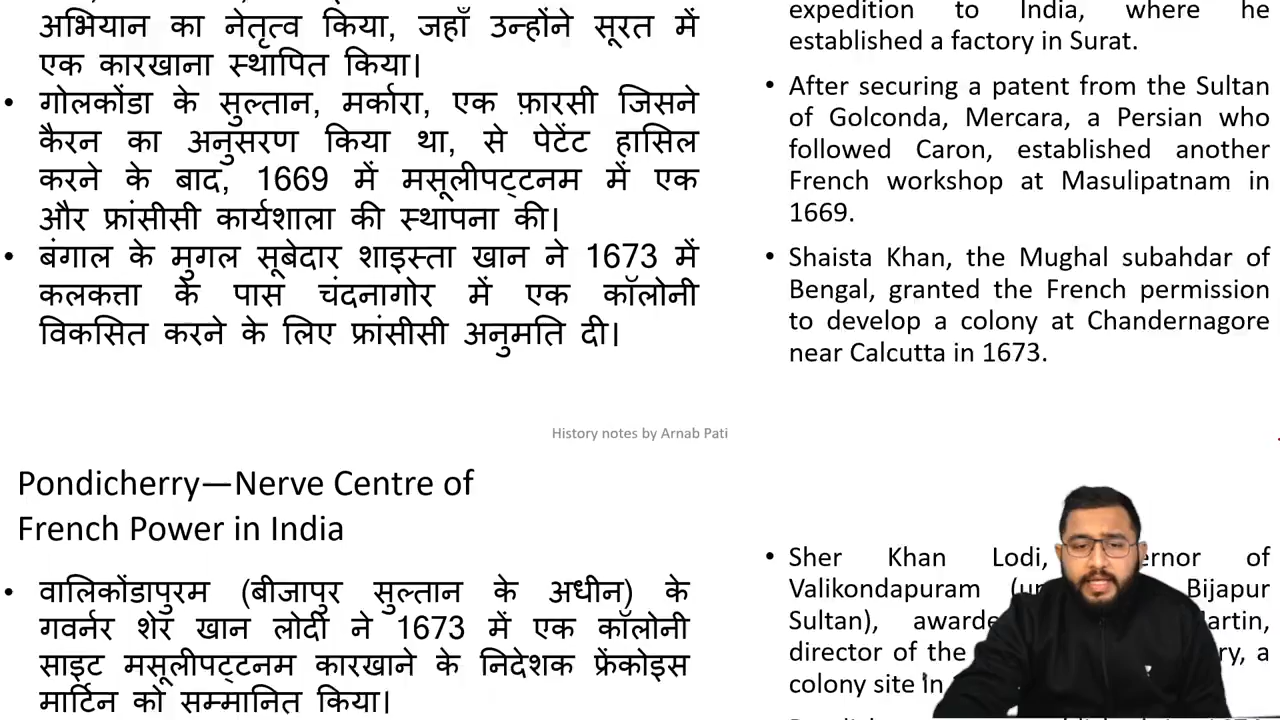 अभियान का नेतृत्व किया, जहाँ उन्होंने सूरत में
एक कारखाना स्थापित किया।
• गोलकोंडा के सुल्तान, मर्कारा, एक फ़ारसी जिसने
कैरन का अनुसरण किया था, से पेटेंट हासिल
करने के बाद, 1669 में मसूलीपट्टनम में एक
और फ्रांसीसी कार्यशाला की स्थापना की।
• बंगाल के मुगल सूबेदार शाइस्ता खान ने 1673 में
कलकत्ता के पास चंदनागोर में एक कॉलोनी
विकसित करने के लिए फ्रांसीसी अनुमति दी।
expedition to India, where he
established a factory in Surat.
• After securing a patent from the Sultan
of Golconda, Mercara, a Persian who
followed Caron, established another
French workshop at Masulipatnam in
1669.
• Shaista Khan, the Mughal subahdar of
Bengal, granted the French permission
to develop a colony at Chandernagore
near Calcutta in 1673.
History notes by Arnab Pati
Pondicherry—Nerve Centre of
French Power in India
• वालिकोंडापुरम (बीजापुर सुल्तान के अधीन) के
गवर्नर शेर खान लोदी ने 1673 में एक कॉलोनी
साइट मसूलीपट्टनम कारखाने के निदेशक फ्रेंकोइस
मार्टिन को सम्मानित किया।
• Sher Khan Lodi, of
Valikondapuram Bijapur
Sultan),
director of the a
colony site in